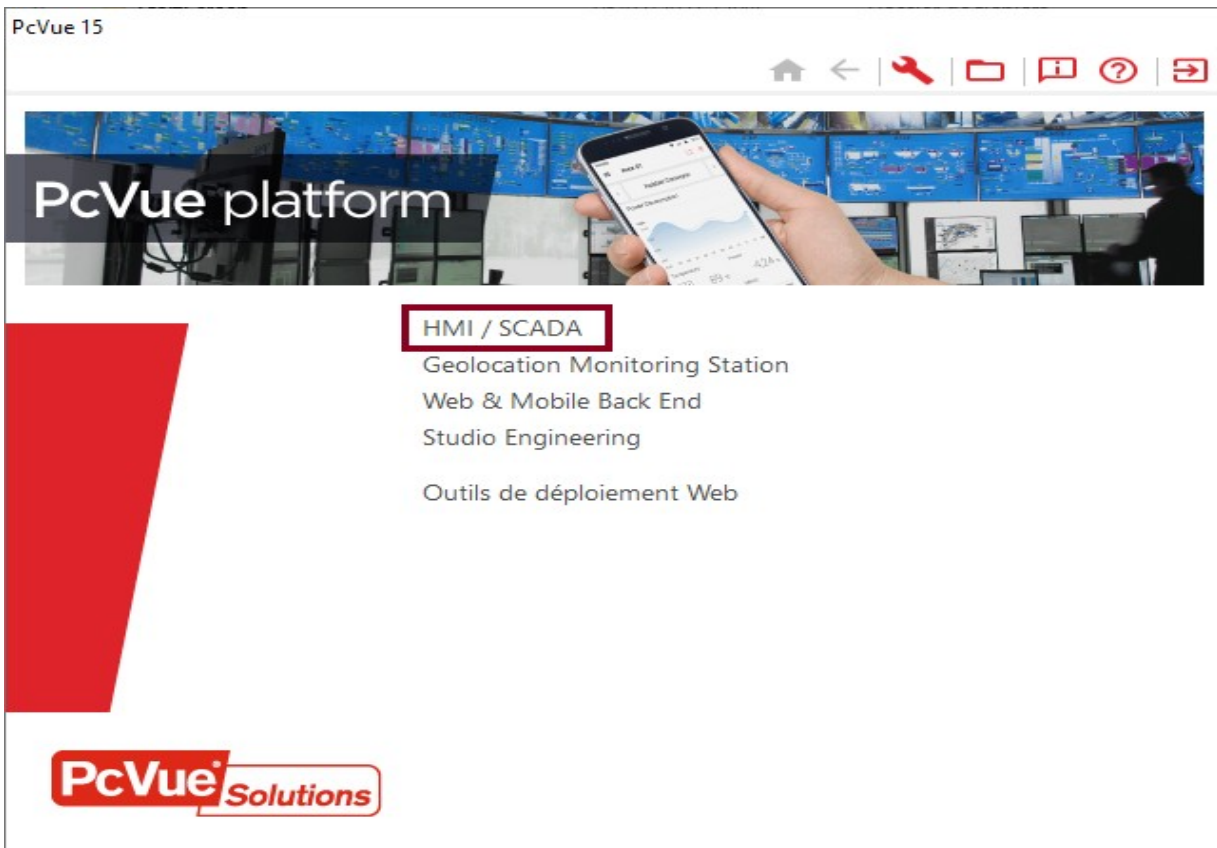 PcVue 15
PcVue platform
HMI / SCADA
Geolocation Monitoring Station
Web & Mobile Back End
Studio Engineering
Outils de déploiement Web
PcVue Solutions